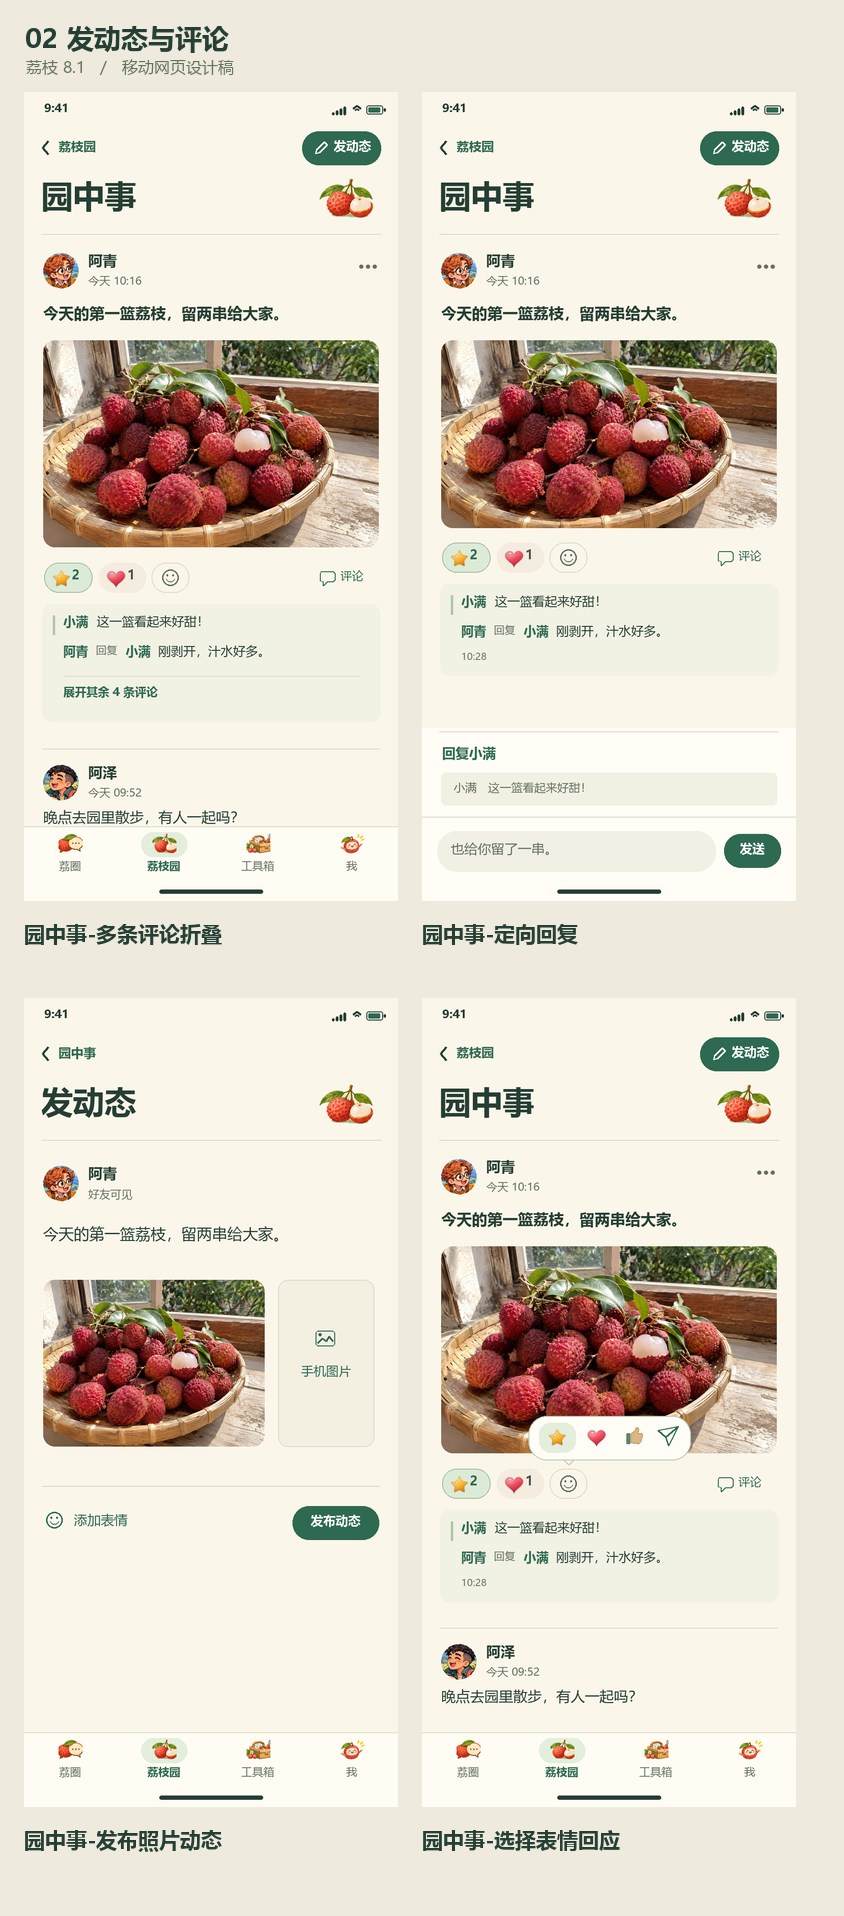 02 发动态与评论
荔枝 8.1 / 移动网页设计稿
9:41
荔枝园
发动态
园中事
阿青
今天 10:16
今天的第一篮荔枝，留两串给大家。
2
1
评论
小满 这一篮看起来好甜！
阿青 回复 小满 刚剥开，汁水好多。
展开其余 4 条评论
阿泽
今天 09:52
晚点去园里散步，有人一起吗？
荔圈
荔枝园
工具箱
我
园中事-多条评论折叠
9:41
荔枝园
发动态
园中事
阿青
今天 10:16
今天的第一篮荔枝，留两串给大家。
2
1
评论
小满 这一篮看起来好甜！
阿青 回复 小满 刚剥开，汁水好多。
10:28
回复小满
小满 这一篮看起来好甜！
也给你留了一串。
发送
园中事-定向回复
9:41
园中事
发动态
阿青
好友可见
今天的第一篮荔枝，留两串给大家。
手机图片
添加表情
发布动态
荔圈
荔枝园
工具箱
我
园中事-发布照片动态
9:41
荔枝园
发动态
园中事
阿青
今天 10:16
今天的第一篮荔枝，留两串给大家。
2
1
评论
小满 这一篮看起来好甜！
阿青 回复 小满 刚剥开，汁水好多。
10:28
阿泽
今天 09:52
晚点去园里散步，有人一起吗？
荔圈
荔枝园
工具箱
我
园中事-选择表情回应